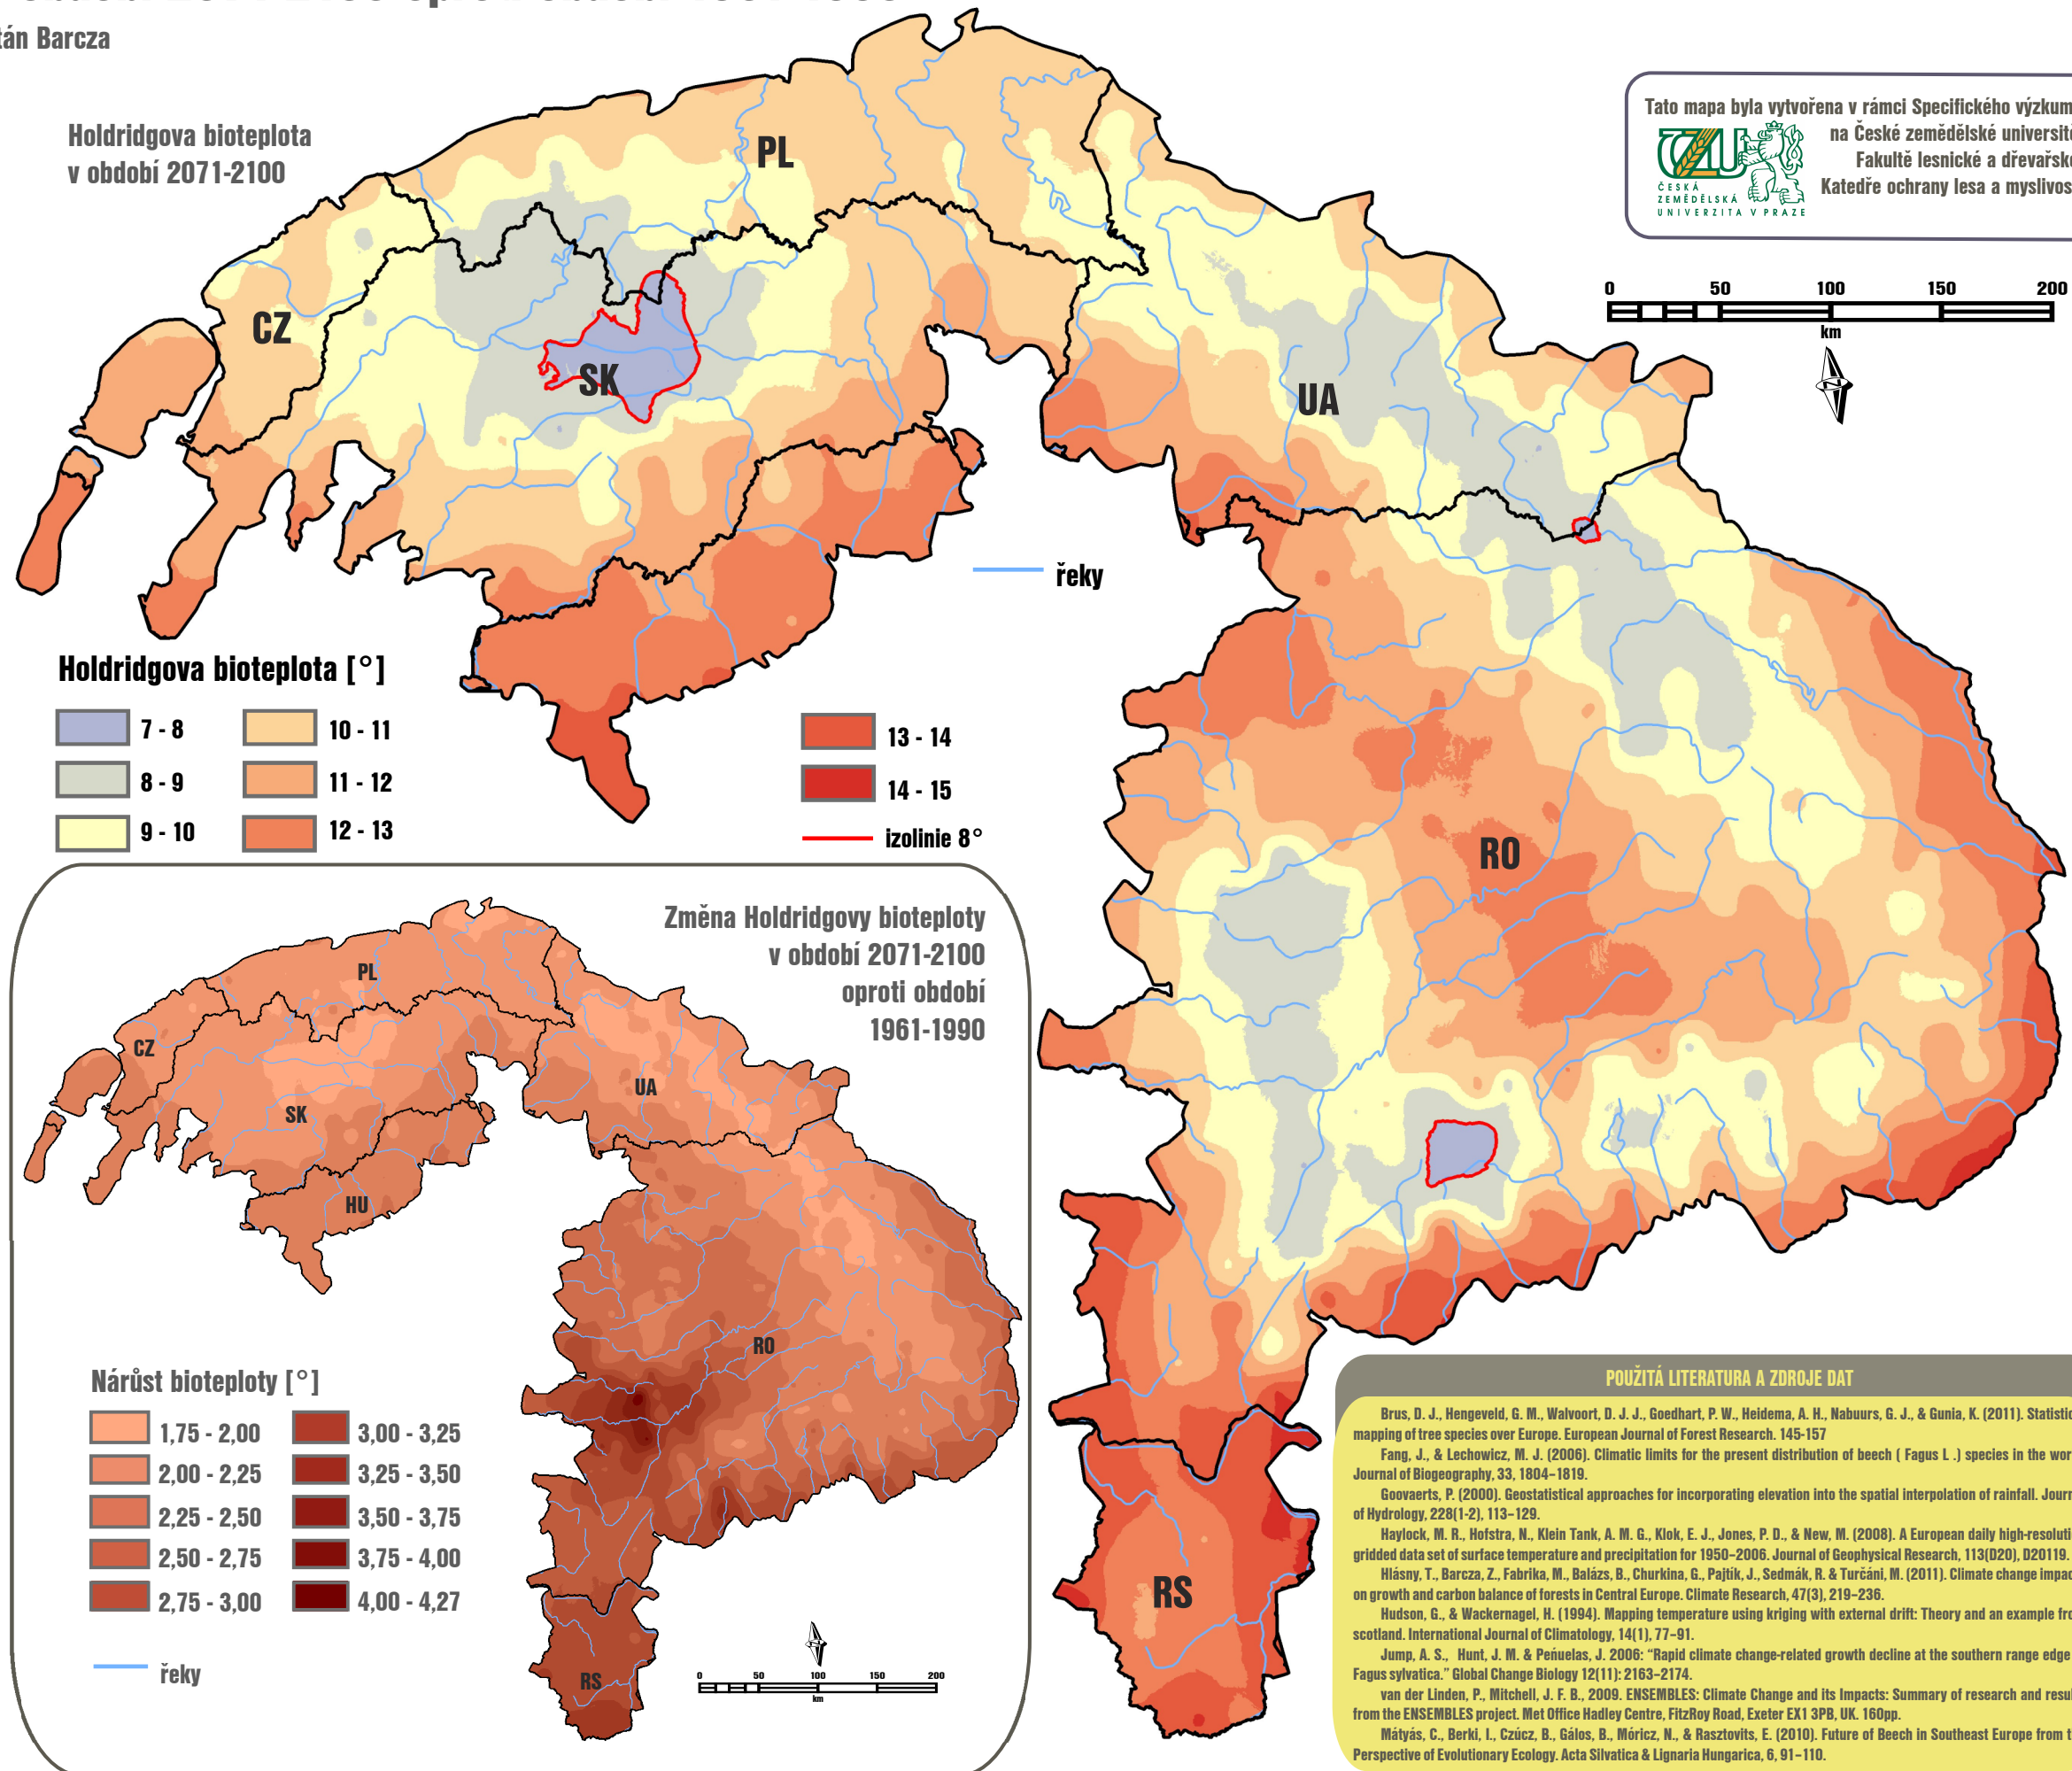 tán Barcza
Holdridgova bioteplota
v období 2071-2100
PL
CZ
SK
UA
RO
RS
Tato mapa byla vytvořena v rámci Specifického výzkum
na České zemědělské universit
Fakultě lesnické a dřevařsk
Katedře ochrany lesa a myslivos
ČZU
ČESKÁ
ZEMĚDĚLSKÁ
UNIVERZITA V PRAZE
0 50 100 150 200
km
N
řeky
Holdridgova bioteplota [°]
7 - 8
8 - 9
9 - 10
10 - 11
11 - 12
12 - 13
13 - 14
14 - 15
izolinie 8°
Změna Holdridgovy bioteploty
v období 2071-2100
oproti období
1961-1990
PL
CZ
SK
UA
HU
RO
RS
Nárůst bioteploty [°]
1,75 - 2,00
2,00 - 2,25
2,25 - 2,50
2,50 - 2,75
2,75 - 3,00
3,00 - 3,25
3,25 - 3,50
3,50 - 3,75
3,75 - 4,00
4,00 - 4,27
řeky
N
0 50 100 150 200
km
POUŽITÁ LITERATURA A ZDROJE DAT
Brus, D. J., Hengeveld, G. M., Walvoort, D. J. J., Goedhart, P. W., Heidema, A. H., Nabuurs, G. J., & Gunia, K. (2011). Statistic
mapping of tree species over Europe. European Journal of Forest Research. 145-157
Fang, J., & Lechowicz, M. J. (2006). Climatic limits for the present distribution of beech ( Fagus L .) species in the wor
Journal of Biogeography, 33, 1804–1819.
Goovaerts, P. (2000). Geostatistical approaches for incorporating elevation into the spatial interpolation of rainfall. Journ
of Hydrology, 228(1-2), 113–129.
Haylock, M. R., Hofstra, N., Klein Tank, A. M. G., Klok, E. J., Jones, P. D., & New, M. (2008). A European daily high-resoluti
gridded data set of surface temperature and precipitation for 1950–2006. Journal of Geophysical Research, 113(D20), D20119.
Hlásny, T., Barcza, Z., Fabrika, M., Balázs, B., Churkina, G., Pajtík, J., Sedmák, R. & Turčáni, M. (2011). Climate change impac
on growth and carbon balance of forests in Central Europe. Climate Research, 47(3), 219–236.
Hudson, G., & Wackernagel, H. (1994). Mapping temperature using kriging with external drift: Theory and an example fro
scotland. International Journal of Climatology, 14(1), 77–91.
Jump, A. S., Hunt, J. M. & Peńuelas, J. 2006: “Rapid climate change-related growth decline at the southern range edge
Fagus sylvatica.” Global Change Biology 12(11): 2163–2174.
van der Linden, P., Mitchell, J. F. B., 2009. ENSEMBLES: Climate Change and its Impacts: Summary of research and resul
from the ENSEMBLES project. Met Office Hadley Centre, FitzRoy Road, Exeter EX1 3PB, UK. 160pp.
Mátyás, C., Berki, I., Czúcz, B., Gálos, B., Móricz, N., & Rasztovits, E. (2010). Future of Beech in Southeast Europe from t
Perspective of Evolutionary Ecology. Acta Silvatica & Lignaria Hungarica, 6, 91–110.